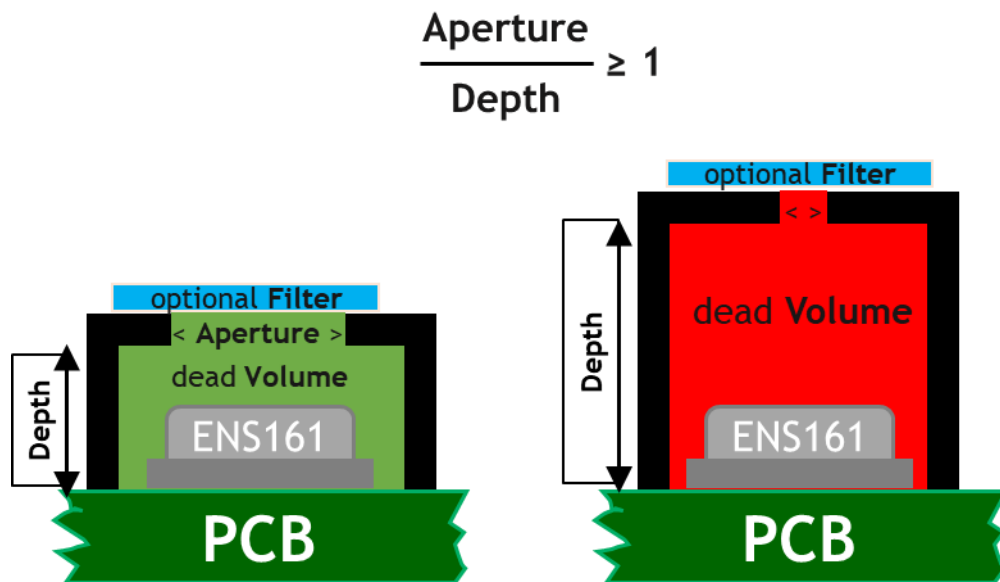 Aperture
Depth
≥ 1
optional Filter
< Aperture >
dead Volume
Depth
ENS161
PCB
optional Filter
< >
dead Volume
Depth
ENS161
PCB